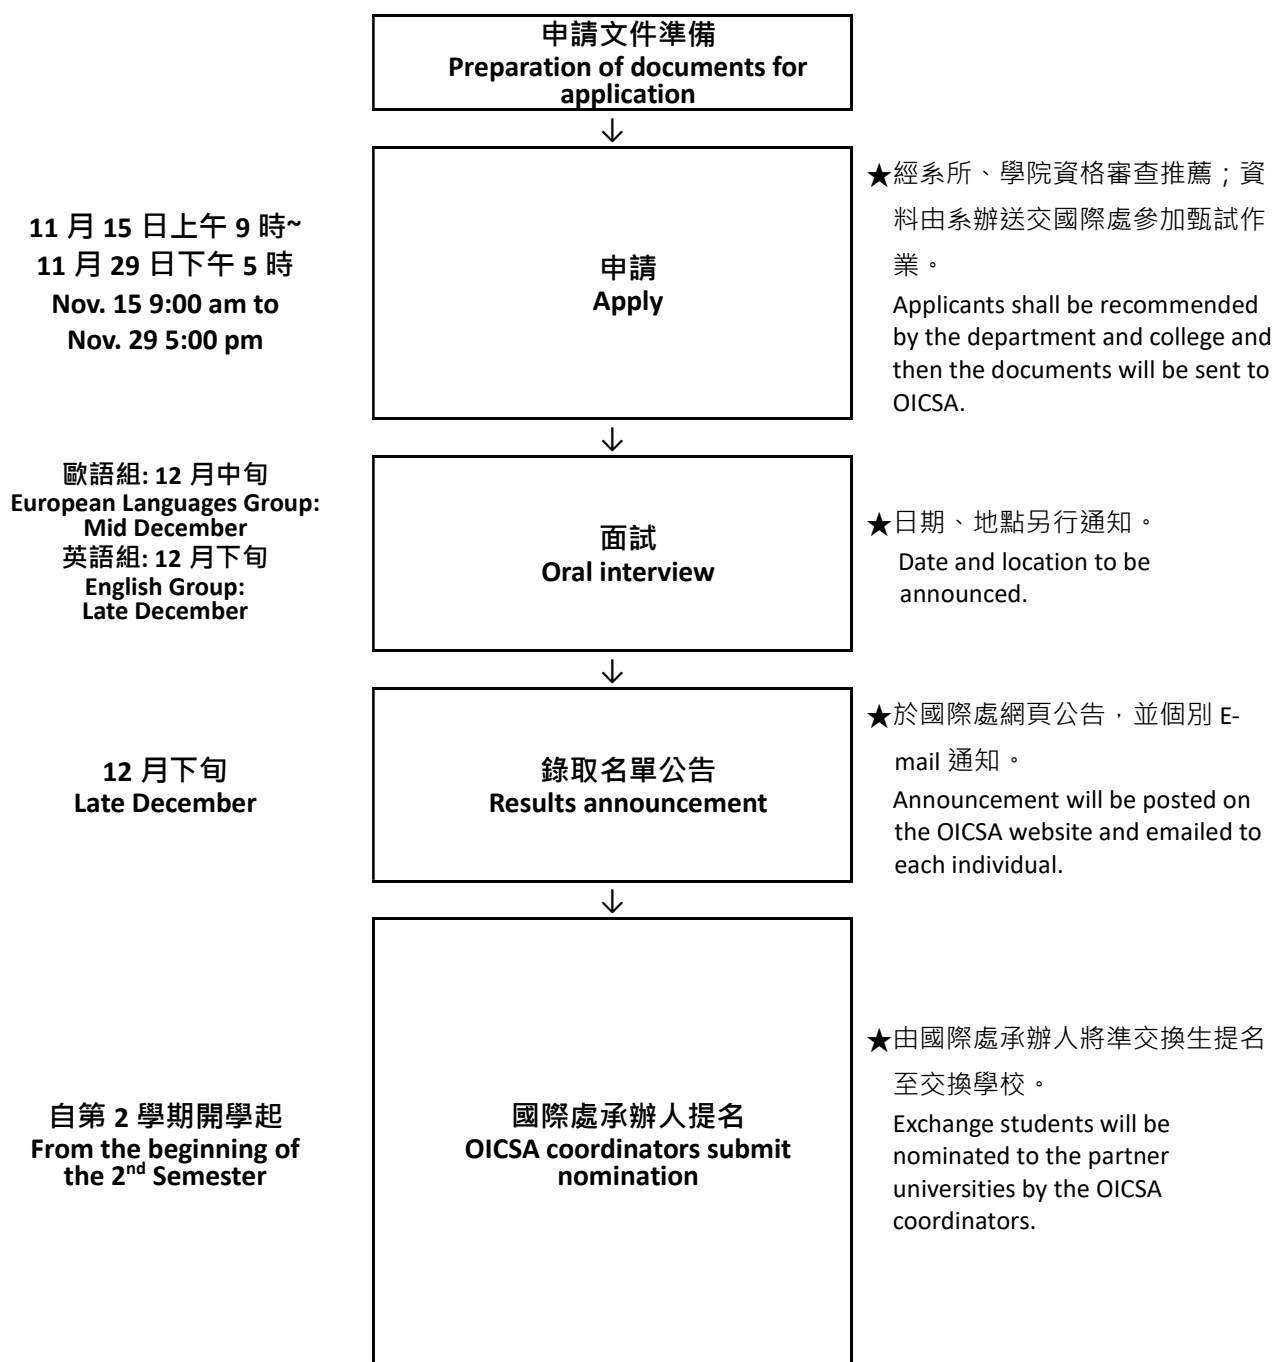 申請文件準備
Preparation of documents for
application
↓
11 月 15 日上午 9 時~
11 月 29 日下午 5 時
Nov. 15 9:00 am to
Nov. 29 5:00 pm
申請
Apply
★經系所、學院資格審查推薦；資
料由系辦送交國際處參加甄試作
業。
Applicants shall be recommended
by the department and college and
then the documents will be sent to
OICSA.
↓
歐語組: 12 月中旬
European Languages Group:
Mid December
英語組: 12 月下旬
English Group:
Late December
面試
Oral interview
★日期、地點另行通知。
Date and location to be
announced.
↓
12 月下旬
Late December
錄取名單公告
Results announcement
★於國際處網頁公告，並個別 E-
mail 通知。
Announcement will be posted on
the OICSA website and emailed to
each individual.
↓
自第 2 學期開學起
From the beginning of
the 2nd Semester
國際處承辦人提名
OICSA coordinators submit
nomination
★由國際處承辦人將準交換生提名
至交換學校。
Exchange students will be
nominated to the partner
universities by the OICSA
coordinators.